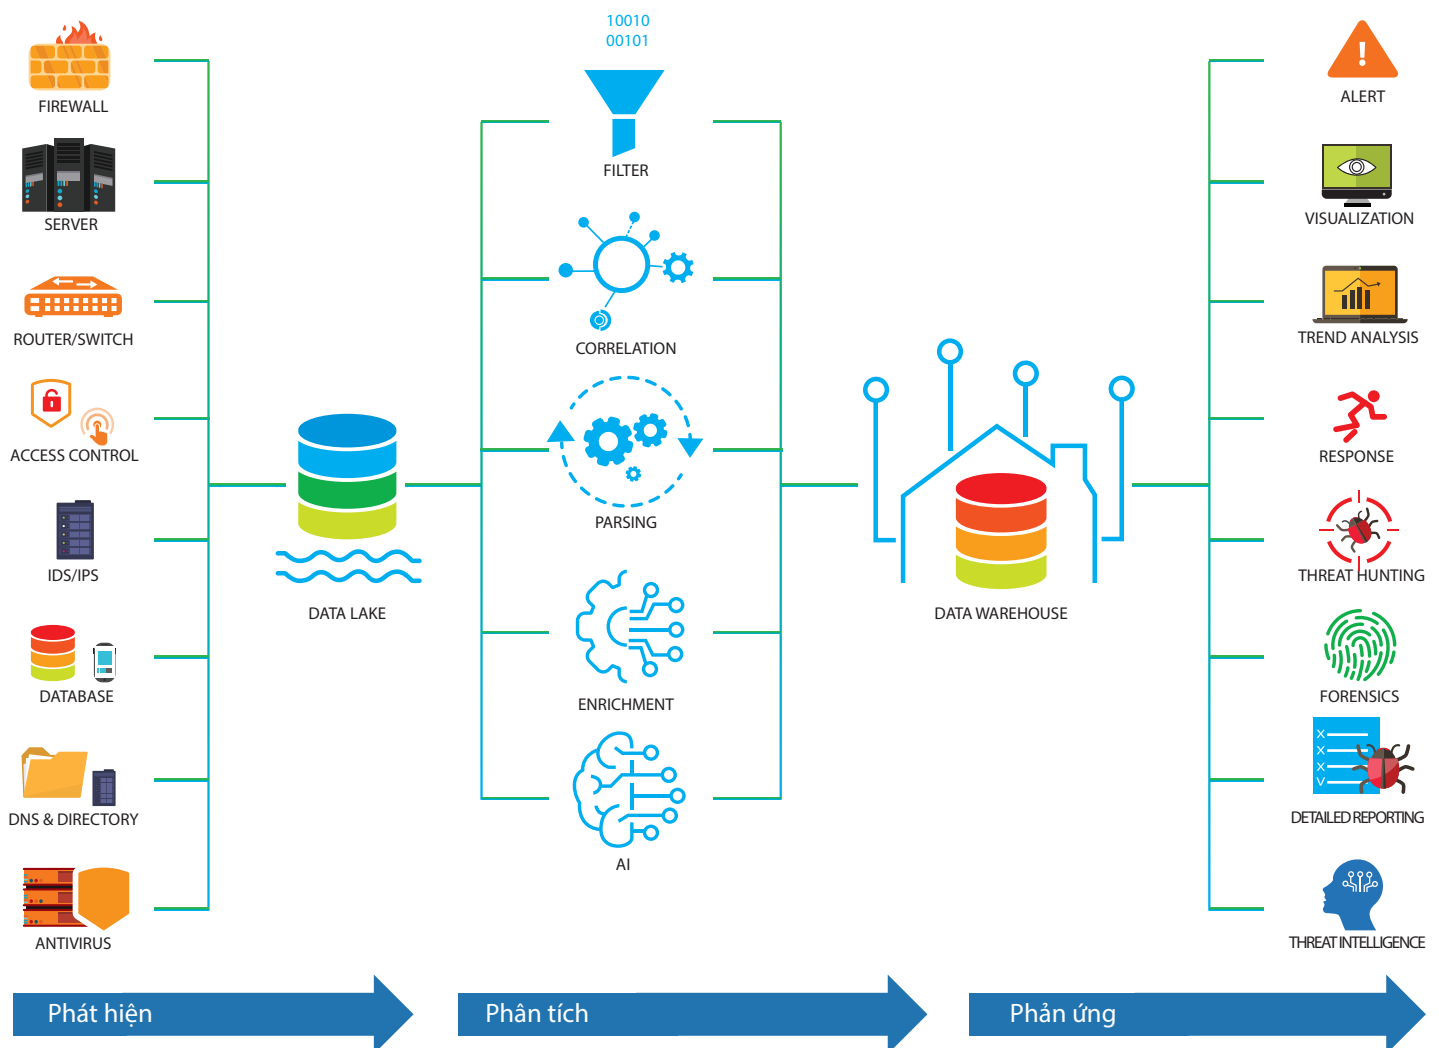 FIREWALL
SERVER
ROUTER/SWITCH
ACCESS CONTROL
IDS/IPS
DATABASE
DNS & DIRECTORY
ANTIVIRUS
DATA LAKE
10010
00101
FILTER
CORRELATION
PARSING
ENRICHMENT
AI
DATA WAREHOUSE
ALERT
VISUALIZATION
TREND ANALYSIS
RESPONSE
THREAT HUNTING
FORENSICS
X
X
X
V
DETAILED REPORTING
THREAT INTELLIGENCE
Phát hiện
Phân tích
Phản ứng